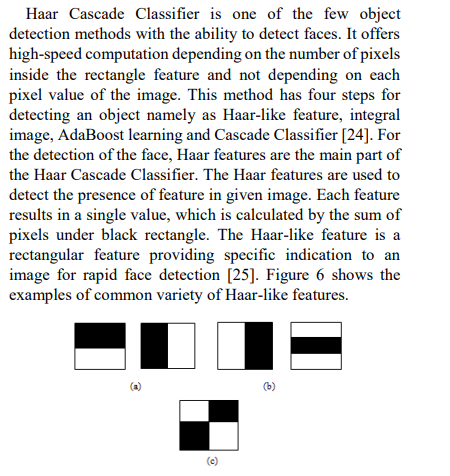 Haar Cascade Classifier is one of the few object
detection methods with the ability to detect faces. It offers
high-speed computation depending on the number of pixels
inside the rectangle feature and not depending on each
pixel value of the image. This method has four steps for
detecting an object namely as Haar-like feature, integral
image, AdaBoost learning and Cascade Classifier [24]. For
the detection of the face, Haar features are the main part of
the Haar Cascade Classifier. The Haar features are used to
detect the presence of feature in given image. Each feature
results in a single value, which is calculated by the sum of
pixels under black rectangle. The Haar-like feature is a
rectangular feature providing specific indication to an
image for rapid face detection [25]. Figure 6 shows the
examples of common variety of Haar-like features.
(a) (b)
(c)